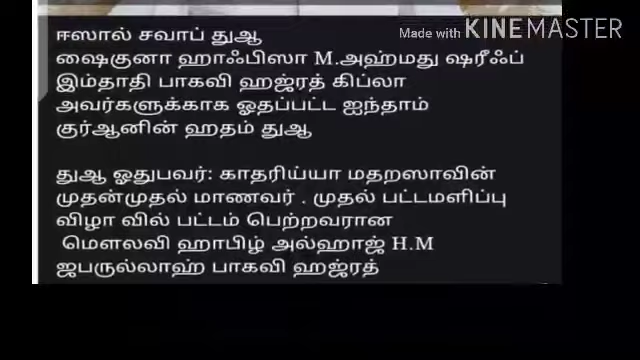 Made with KINEMASTER
ஈஸால் சவாப் துஆ
ஷைகுனா ஹாஃபிஸா M.அஹ்மது ஷரீஃப்
இம்தாதி பாகவி ஹஜ்ரத் கிப்லா
அவர்களுக்காக ஓதப்பட்ட ஐந்தாம்
குர்ஆனின் ஹதம் துஆ
துஆ ஓதுபவர்: காதரிய்யா மதறஸாவின்
முதன்முதல் மாணவர் . முதல் பட்டமளிப்பு
விழா வில் பட்டம் பெற்றவரான
மௌலவி ஹாபிழ் அல்ஹாஜ் H.M
ஜபருல்லாஹ் பாகவி ஹஜ்ரத்